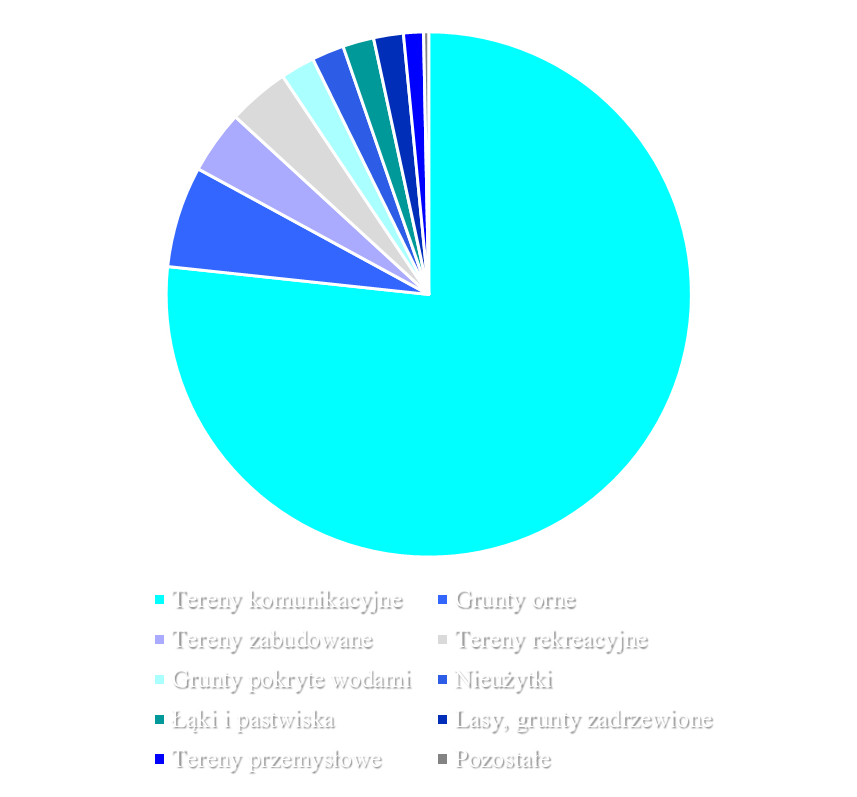 Tereny komunikacyjne
Grunty orne
Tereny zabudowane
Tereny rekreacyjne
Grunty pokryte wodami
Nieużytki
Łąki i pastwiska
Lasy, grunty zadrzewione
Tereny przemysłowe
Pozostałe